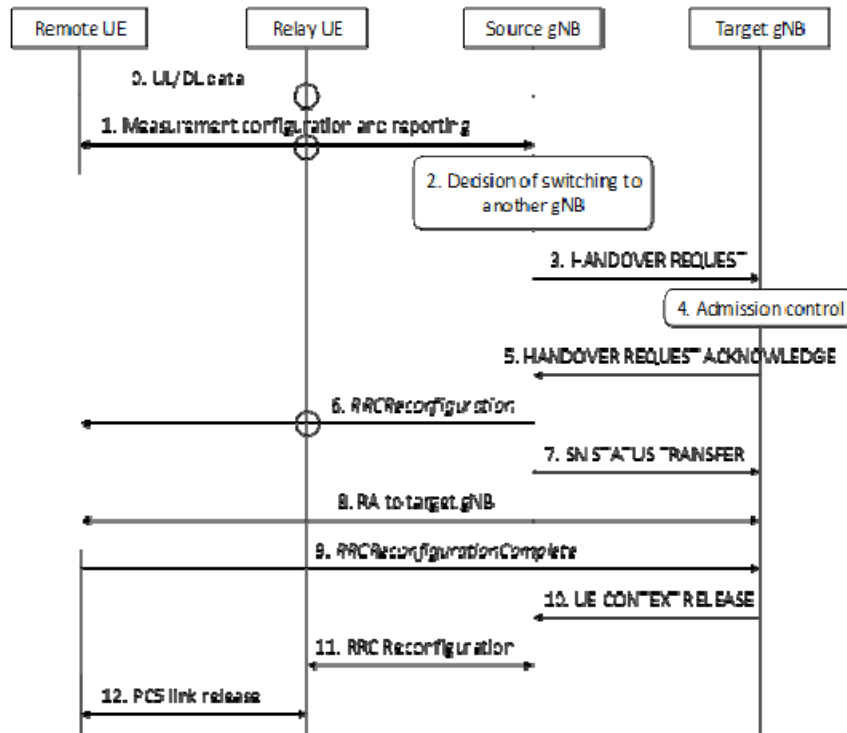 Remote UE
Relay UE
Source gNB
Target gNB
0. UL/DL data
1. Measurement configuration and reporting
2. Decision of switching to
another gNB
3. HANDOVER REQUEST
4. Admission control
5. HANDOVER REQUEST ACKNOWLEDGE
6. RRCReconfiguration
7. SN STATUS TRANSFER
8. RA to target gNB
9. RRCReconfigurationComplete
10. UE CONTEXT RELEASE
11. RRC Reconfiguration
12. PC5 link release